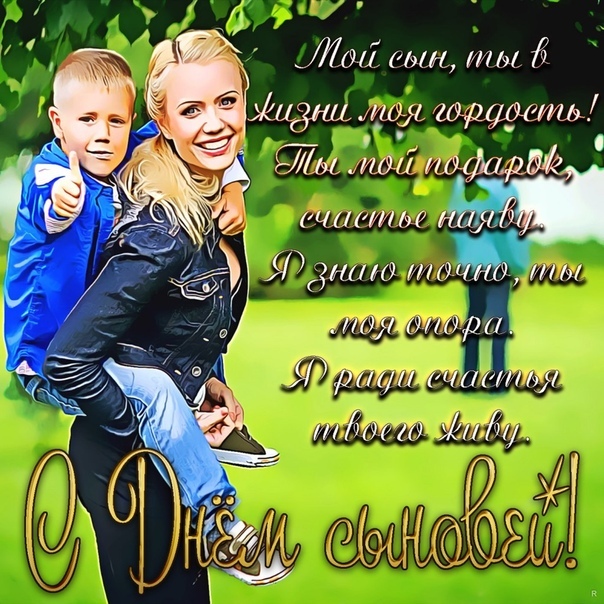 Мой сын, ты в
жизни моя гордость!
Ты мой подарок,
счастье наяву.
Я знаю точно, ты
моя опора.
Я ради счастья
твоего живу.
С Днём сыновей!
R